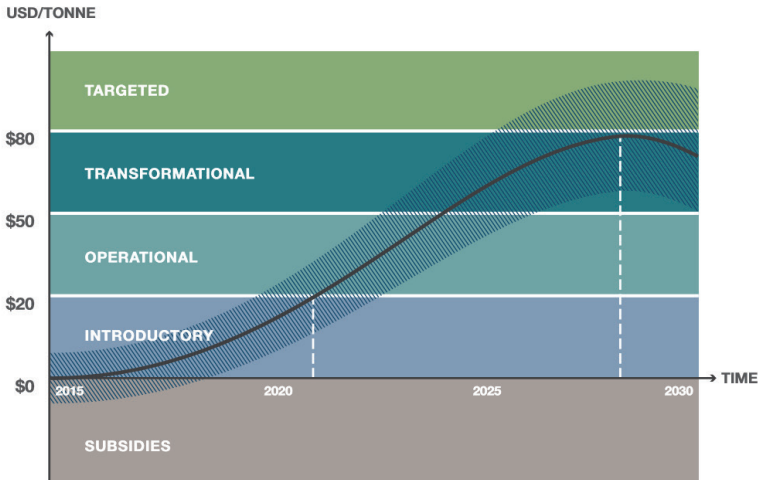 USD/TONNE
TARGETED
$80
TRANSFORMATIONAL
$50
OPERATIONAL
$20
INTRODUCTORY
$0
2015 2020 2025 2030
TIME
SUBSIDIES